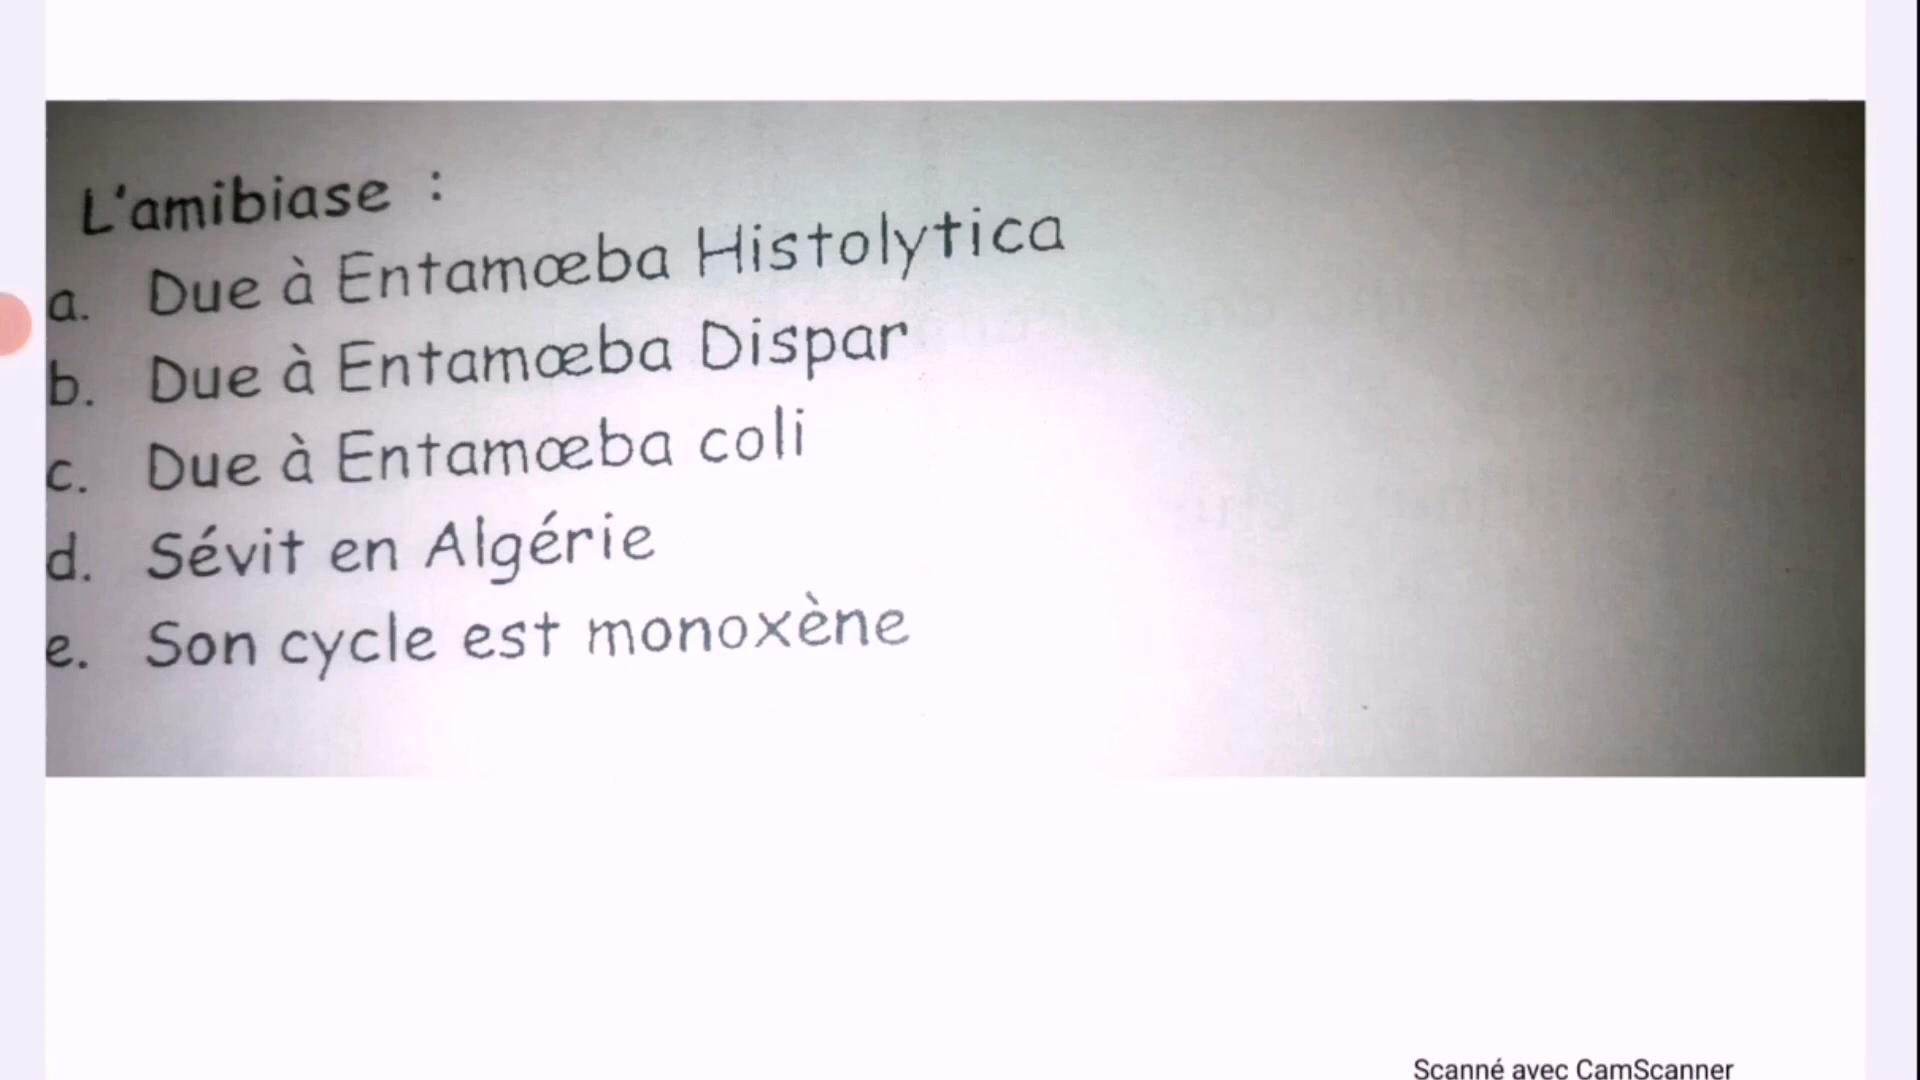 L'amibiase :
a. Due à Entamœba Histolytica
b. Due à Entamœba Dispar
c. Due à Entamœba coli
d. Sévit en Algérie
e. Son cycle est monoxène
Scanné avec CamScanner